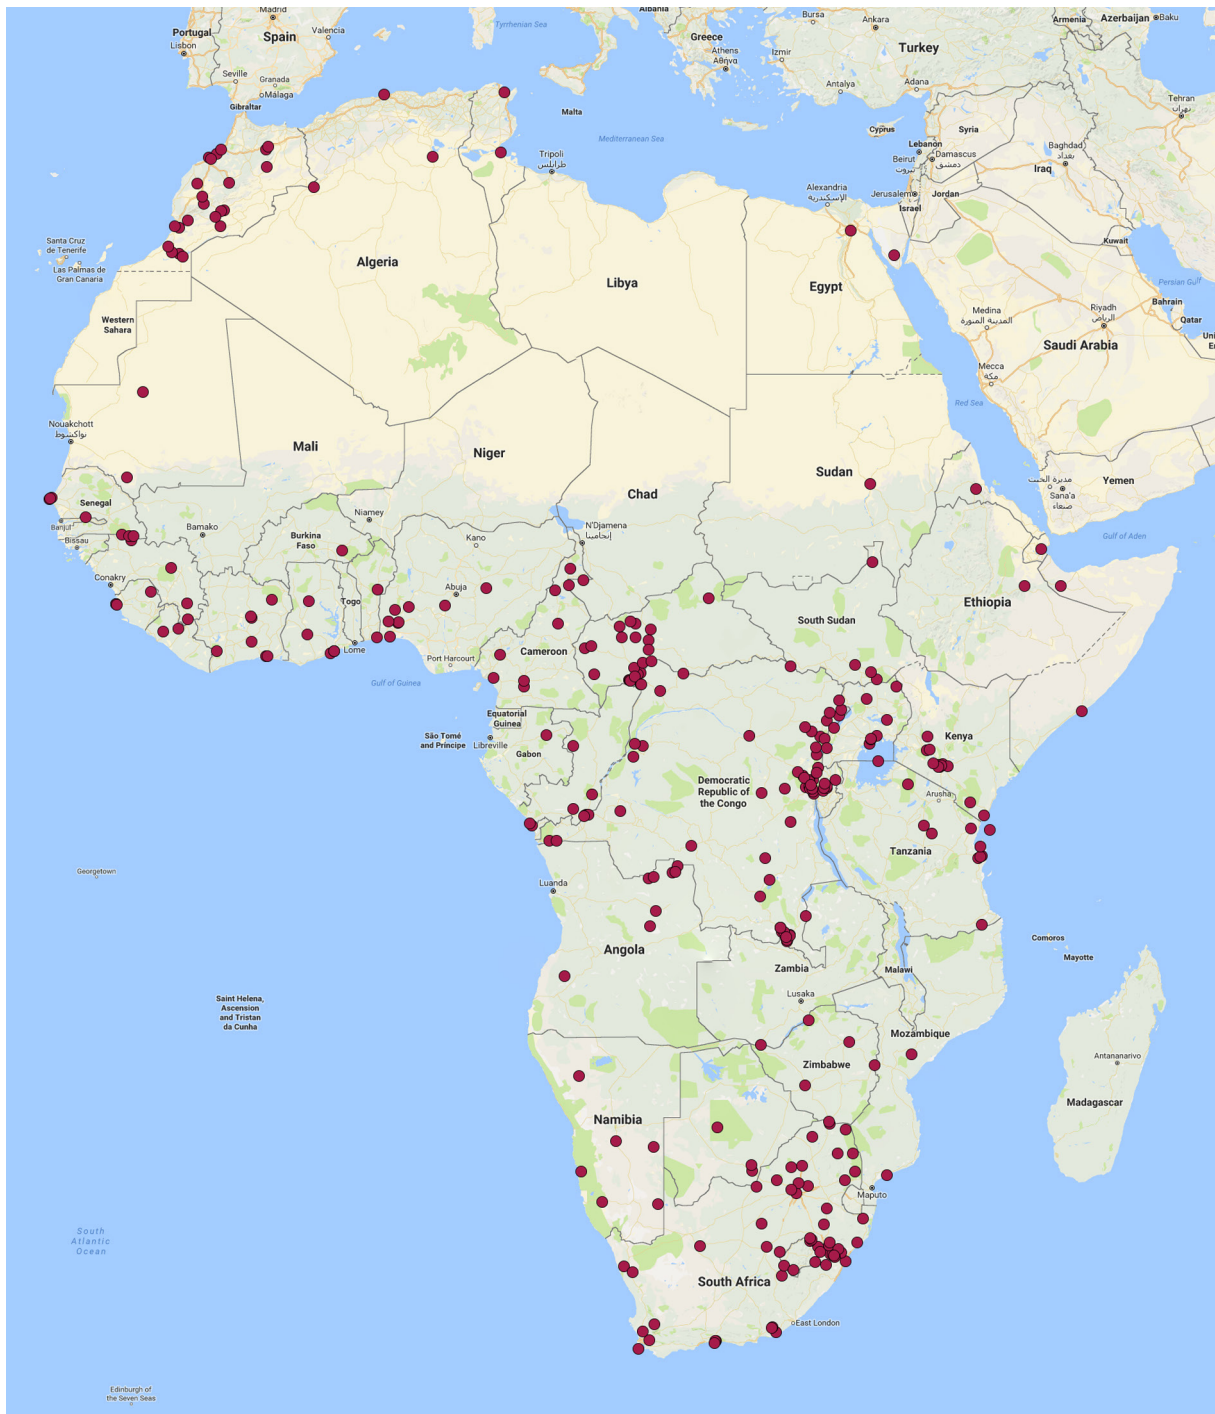 Madrid
Portugal
Lisbon
Spain
Valencia
Seville
Granada
Málaga
Gibraltar
Tyrrhenian Sea
Albania
Greece
Athens
Αθήνα
Bursa
Ankara
Izmir
Turkey
Antalya
Adana
Armenia
Azerbaijan
Baku
Tehran
تهران
Malta
Mediterranean Sea
Cyprus
Syria
Lebanon
Beirut
بيروت
Damascus
دمشق
Baghdad
بغداد
Iraq
Tripoli
طرابلس
Alexandria
الإسكندرية
Jerusalem
Israel
Jordan
Kuwait
Persian Gulf
Santa Cruz
de Tenerife
Las Palmas de
Gran Canaria
Algeria
Libya
Egypt
Medina
المدينة المنورة
Riyadh
الرياض
Bahrain
Qatar
Saudi Arabia
Western
Sahara
Mecca
مكة
Red Sea
Nouakchott
نواكشوط
Mali
Niger
Chad
Sudan
Yemen
Sana'a
صنعاء
Senegal
Banjul
Bissau
Bamako
Niamey
Burkina
Faso
Kano
N'Djamena
إنجامينا
Gulf of Aden
Conakry
Togo
Abuja
Ethiopia
South Sudan
Lome
Port Harcourt
Cameroon
Gulf of Guinea
Equatorial
Guinea
São Tomé
and Príncipe
Libreville
Gabon
Kenya
Democratic
Republic of
the Congo
Arusha
Tanzania
Georgetown
Luanda
Angola
Comoros
Mayotte
Zambia
Malawi
Saint Helena,
Ascension
and Tristan
da Cunha
Lusaka
Mozambique
Zimbabwe
Antananarivo
Madagascar
Namibia
Maputo
South
Atlantic
Ocean
South Africa
East London
Edinburgh of
the Seven Seas